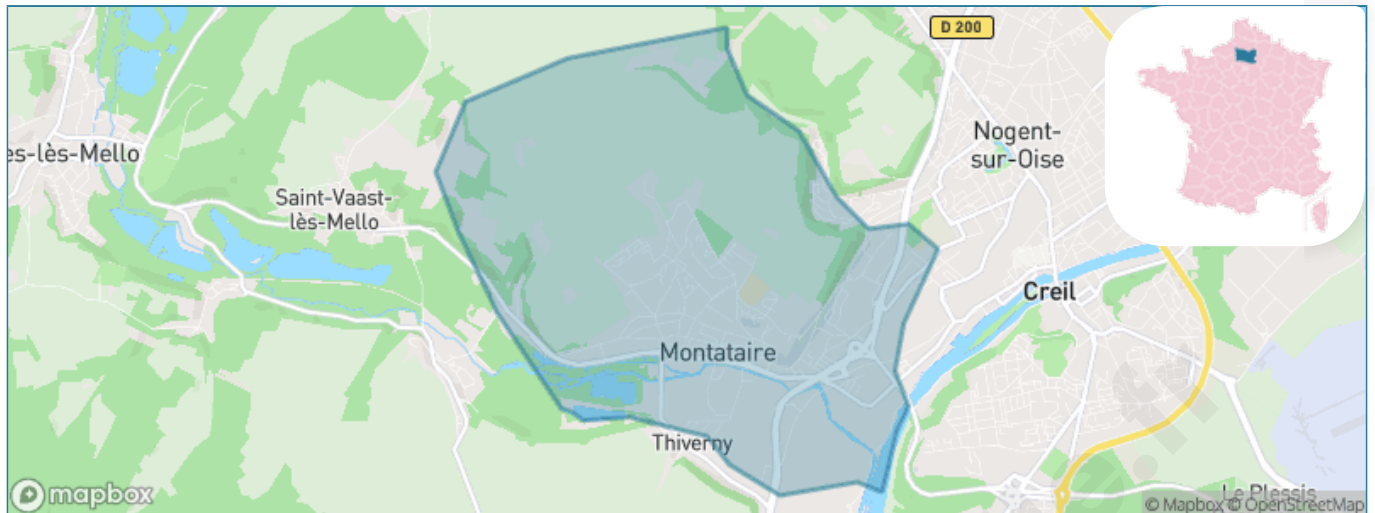 D 200
Nogent-
sur-Oise
es-lès-Mello
Saint-Vaast-
lès-Mello
Creil
Montataire
Thiverny
Le Plessis
mapbox
© Mapbox © OpenStreetMap